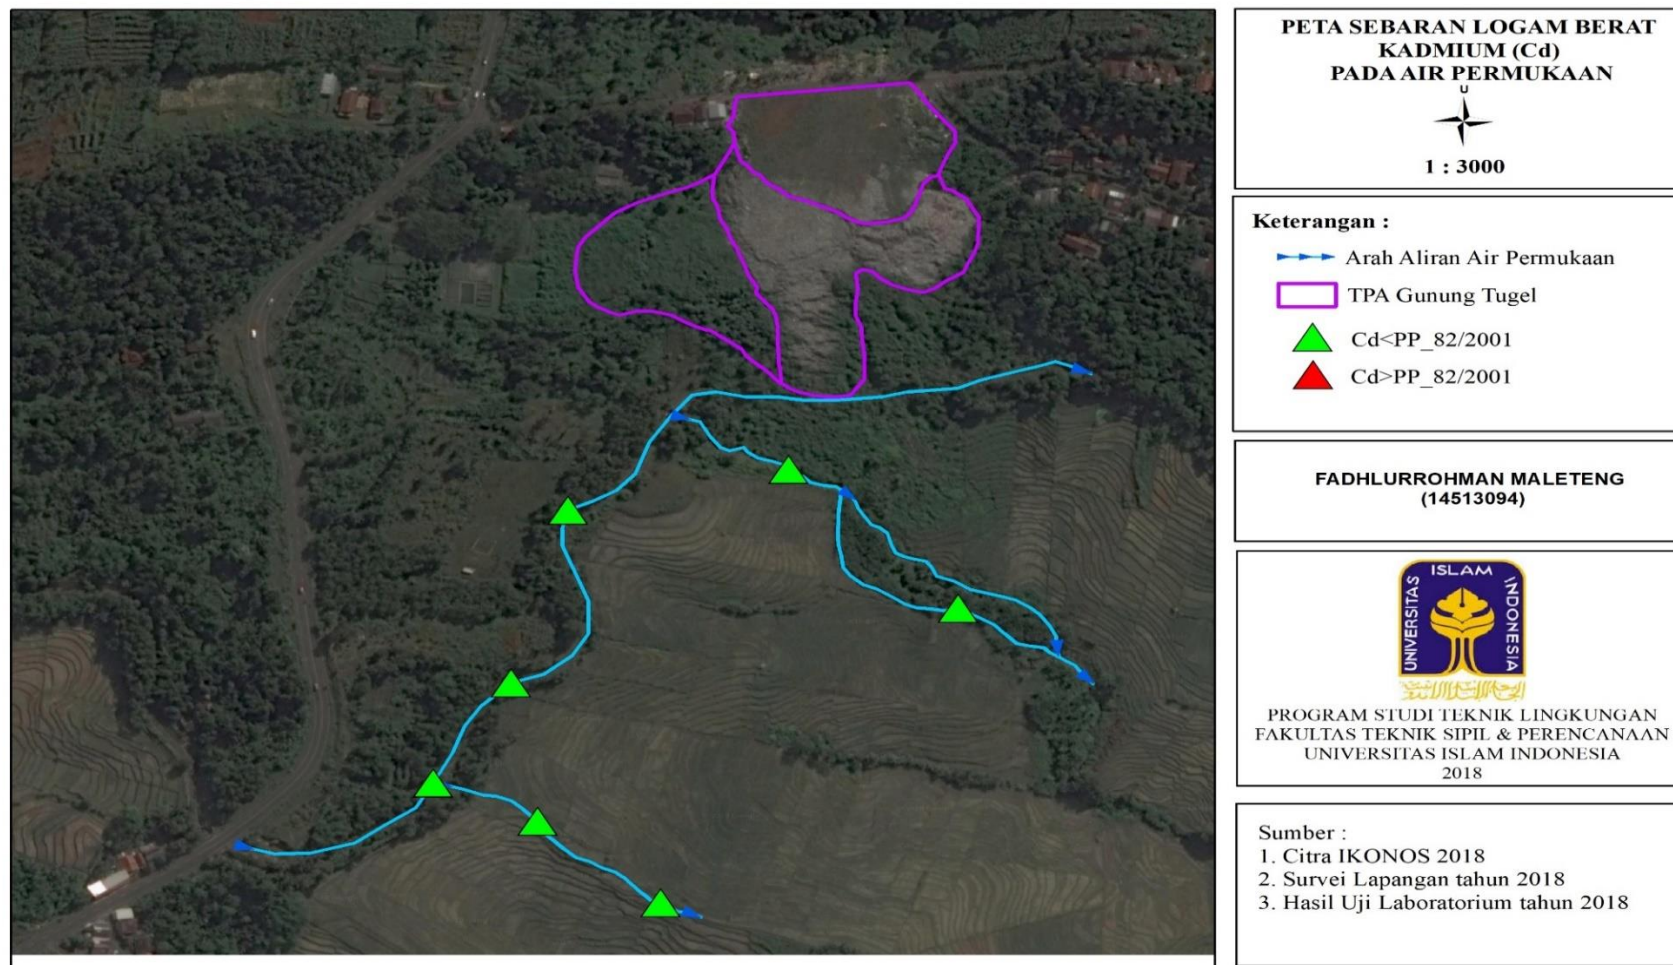 PETA SEBARAN LOGAM BERAT
KADMIUM (Cd)
PADA AIR PERMUKAAN
U
1 : 3000
Keterangan :
Arah Aliran Air Permukaan
TPA Gunung Tugel
Cd<PP_82/2001
Cd>PP_82/2001
FADHLURROHMAN MALETENG
(14513094)
UNIVERSITAS
ISLAM
INDONESIA
PROGRAM STUDI TEKNIK LINGKUNGAN
FAKULTAS TEKNIK SIPIL & PERENCANAAN
UNIVERSITAS ISLAM INDONESIA
2018
Sumber :
1. Citra IKONOS 2018
2. Survei Lapangan tahun 2018
3. Hasil Uji Laboratorium tahun 2018